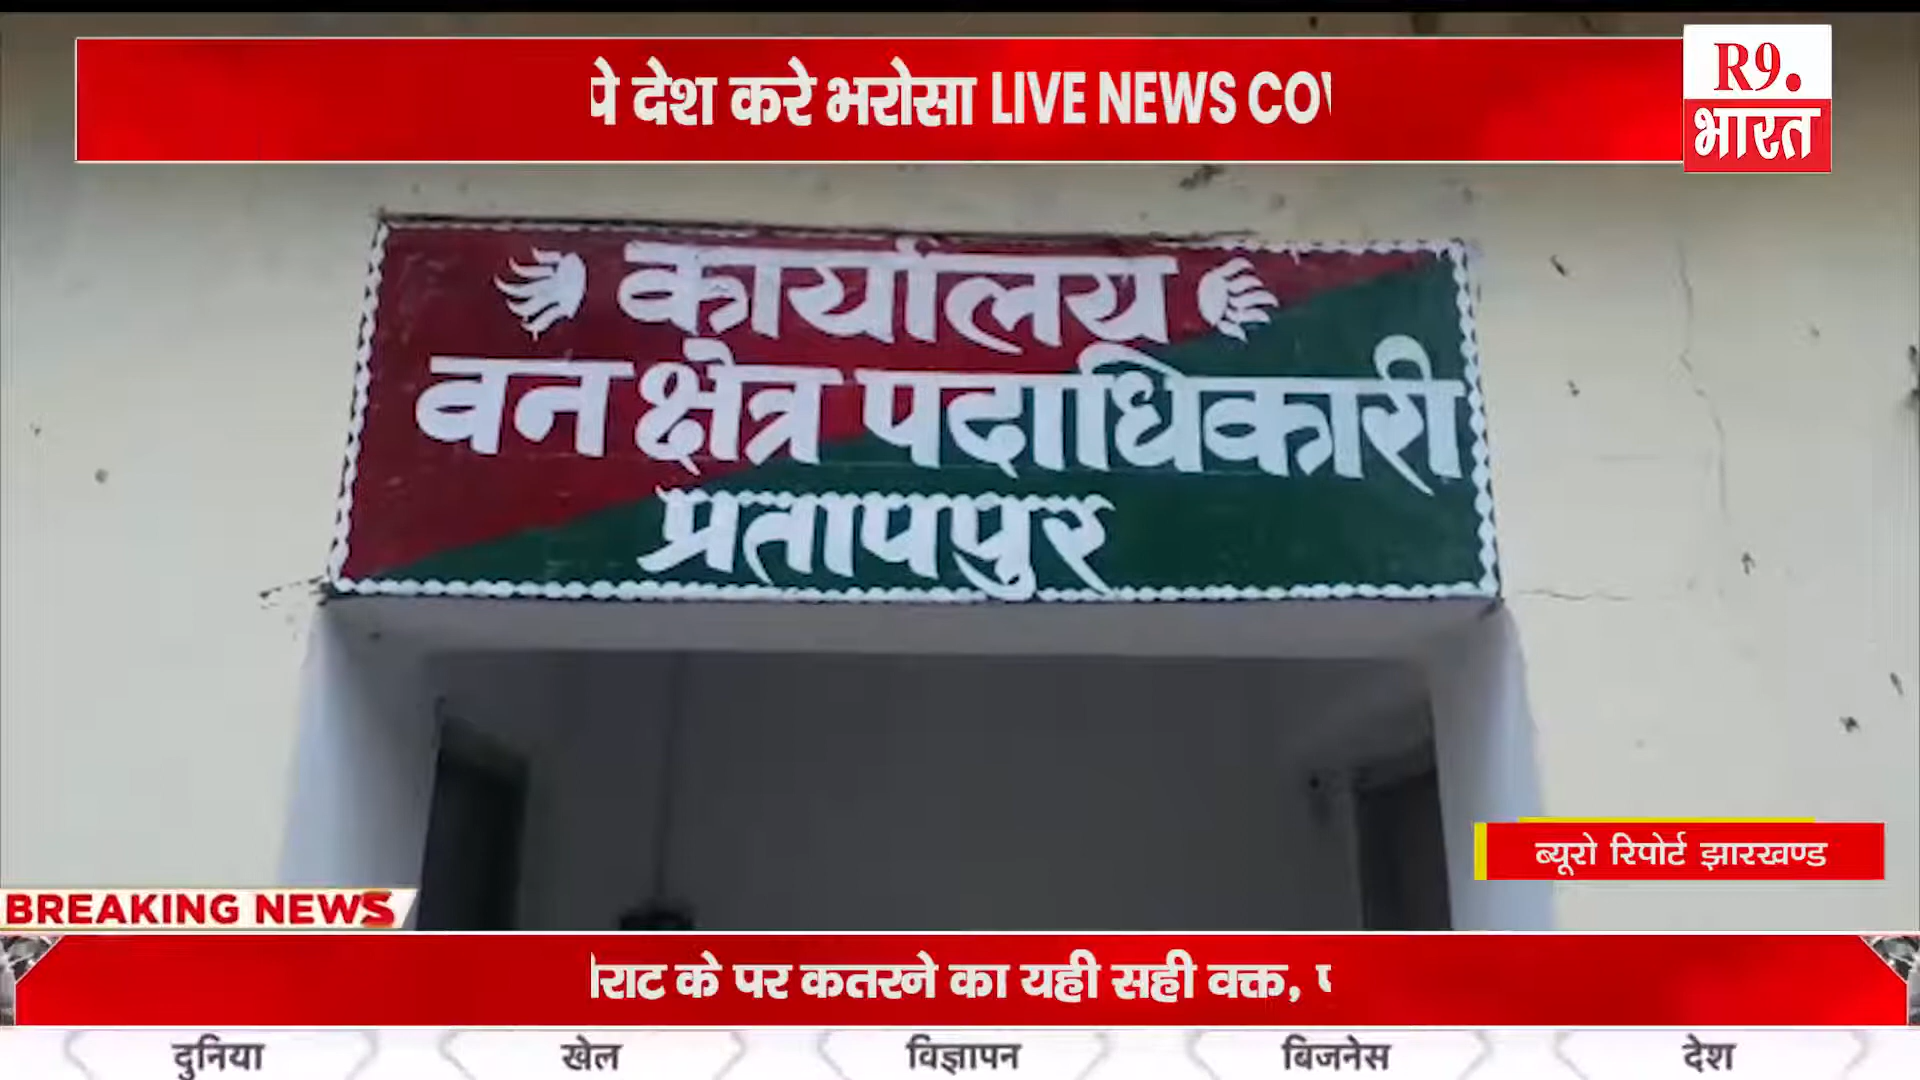 पे देश करे भरोसा LIVE NEWS
R9.
भारत
कार्यालय
वन क्षेत्र पदाधिकारी
प्रतापपुर
ब्यूरो रिपोर्ट झारखण्ड
BREAKING NEWS
के पर कतरने का यही सही वक्त,
दुनिया
खेल
विज्ञापन
बिजनेस
देश